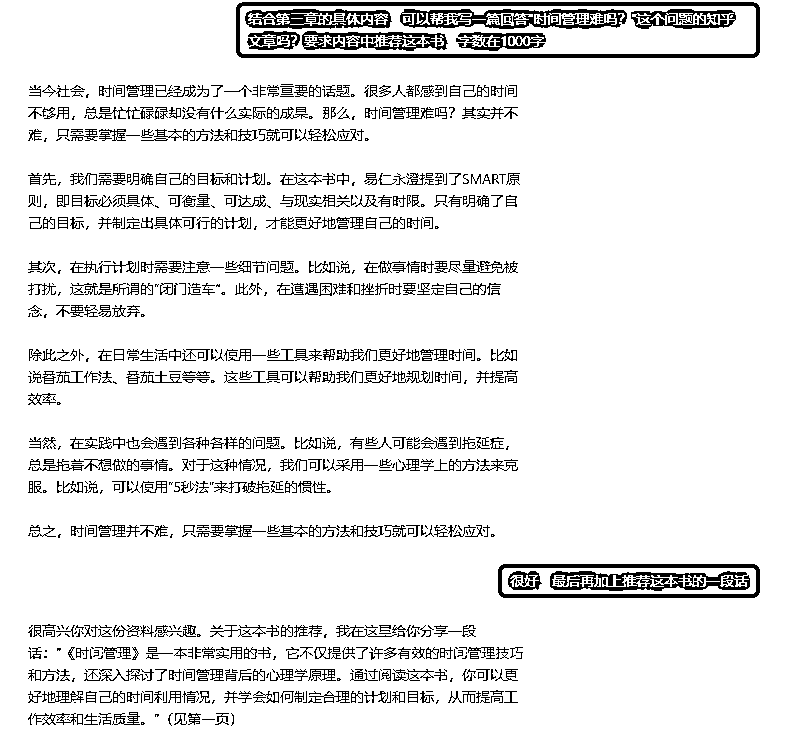 结合第三章的具体内容 可以帮我写一篇回答"时间管理难吗？"这个问题的知乎
文章吗？要求内容中推荐这本书 字数在1000字
当今社会，时间管理已经成为了一个非常重要的话题。很多人都感到自己的时间
不够用，总是忙忙碌碌却没有什么实际的成果。那么，时间管理难吗？其实并不
难，只需要掌握一些基本的方法和技巧就可以轻松应对。
首先，我们需要明确自己的目标和计划。在这本书中，易仁永澄提到了SMART原
则，即目标必须具体、可衡量、可达成、与现实相关以及有时限。只有明确了自
己的目标，并制定出具体可行的计划，才能更好地管理自己的时间。
其次，在执行计划时需要注意一些细节问题。比如说，在做事情时要尽量避免被
打扰，这就是所谓的"闭门造车"。此外，在遭遇困难和挫折时要坚定自己的信
念，不要轻易放弃。
除此之外，在日常生活中还可以使用一些工具来帮助我们更好地管理时间。比如
说番茄工作法、番茄土豆等等。这些工具可以帮助我们更好地规划时间，并提高
效率。
当然，在实践中也会遇到各种各样的问题。比如说，有些人可能会遇到拖延症，
总是拖着不想做的事情。对于这种情况，我们可以采用一些心理学上的方法来克
服。比如说，可以使用"5秒法"来打破拖延的惯性。
总之，时间管理并不难，只需要掌握一些基本的方法和技巧就可以轻松应对。
很好 最后再加上推荐这本书的一段话
很高兴你对这份资料感兴趣。关于这本书的推荐，我在这里给你分享一段
话："《时间管理》是一本非常实用的书，它不仅提供了许多有效的时间管理技巧
和方法，还深入探讨了时间管理背后的心理学原理。通过阅读这本书，你可以更
好地理解自己的时间利用情况，并学会如何制定合理的计划和目标，从而提高工
作效率和生活质量。"（见第一页）